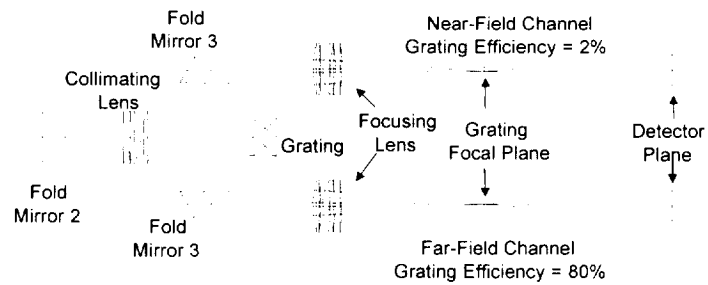 Fold
Mirror 3
Near-Field Channel
Grating Efficiency = 2%
Collimating
Lens
Grating
Focusing
Lens
Grating
Focal Plane
Detector
Plane
Fold
Mirror 2
Fold
Mirror 3
Far-Field Channel
Grating Efficiency = 80%